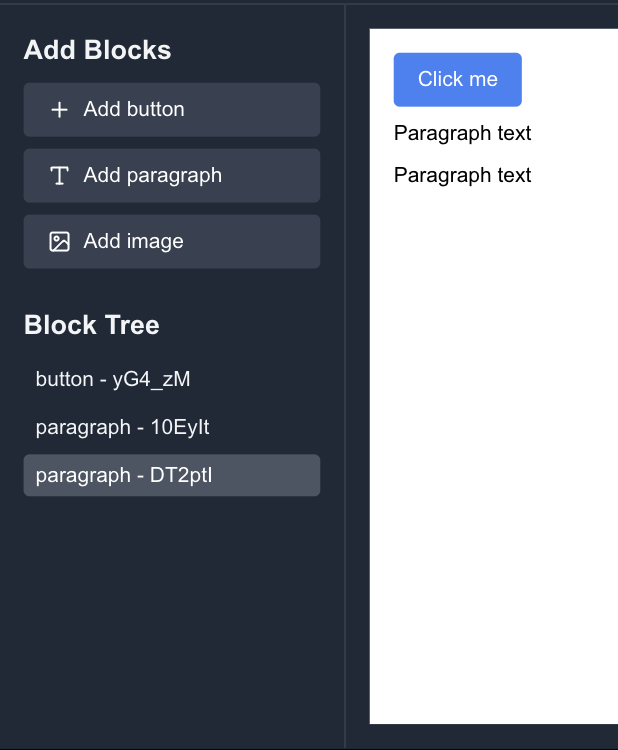 Add Blocks
Add button
Add paragraph
Add image
Block Tree
button - yG4_zM
paragraph - 10EyIt
paragraph - DT2ptI
Click me
Paragraph text
Paragraph text